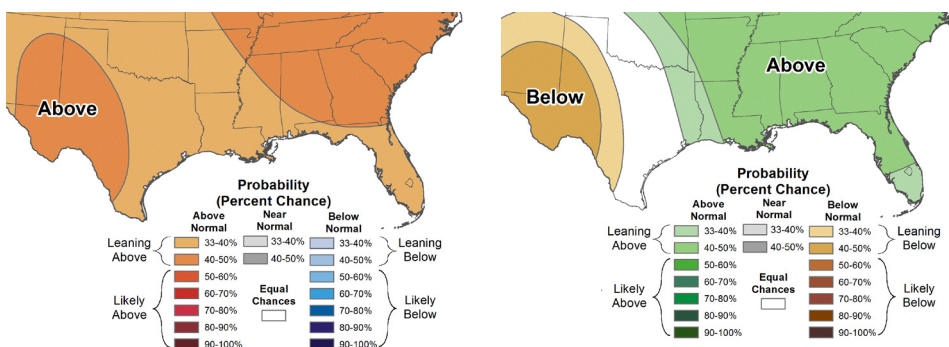 Above
Probability
(Percent Chance)
Above Normal
Near Normal
Below Normal
Leaning Above
33-40%
33-40%
33-40%
Leaning Below
40-50%
40-50%
40-50%
Likely Above
50-60%
50-60%
Likely Below
60-70%
Equal Chances
60-70%
70-80%
70-80%
80-90%
80-90%
90-100%
90-100%
Above
Below
Probability
(Percent Chance)
Above Normal
Near Normal
Below Normal
Leaning Above
33-40%
33-40%
33-40%
Leaning Below
40-50%
40-50%
40-50%
Likely Above
50-60%
50-60%
Likely Below
60-70%
Equal Chances
60-70%
70-80%
70-80%
80-90%
80-90%
90-100%
90-100%